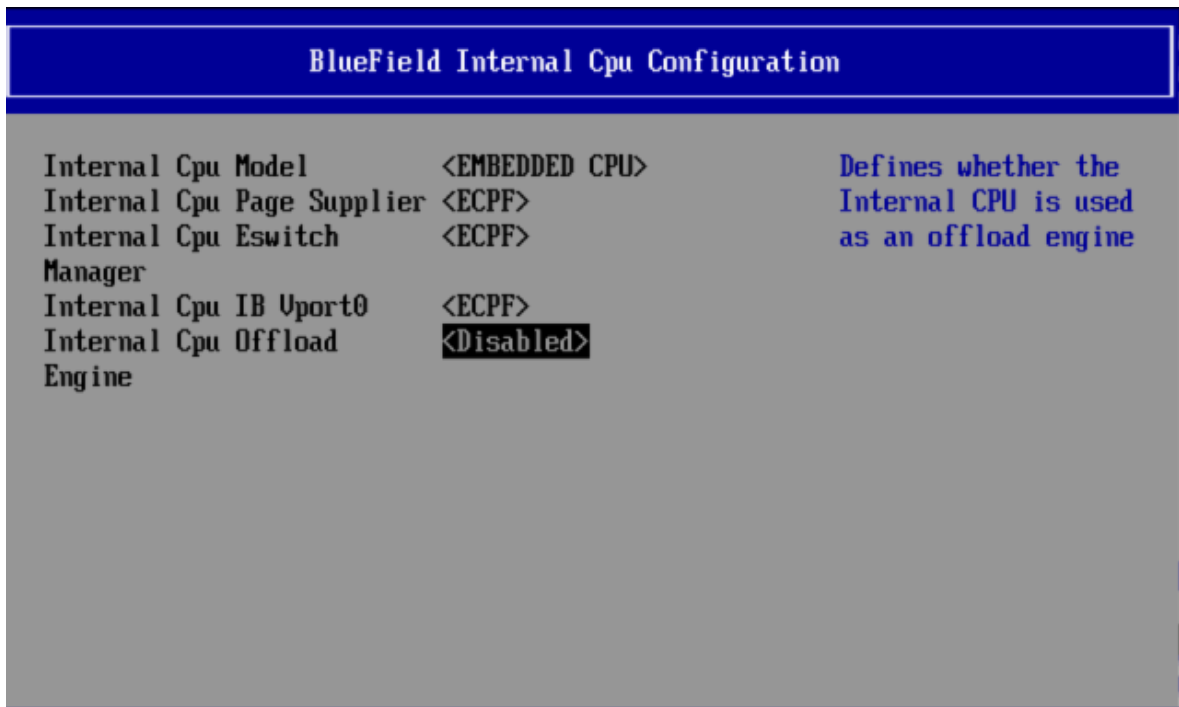 BlueField Internal Cpu Configuration
Internal Cpu Model <EMBEDDED CPU>
Internal Cpu Page Supplier <ECPF>
Internal Cpu Eswitch <ECPF>
Manager
Internal Cpu IB Vport0 <ECPF>
Internal Cpu Offload <Disabled>
Engine
Defines whether the
Internal CPU is used
as an offload engine